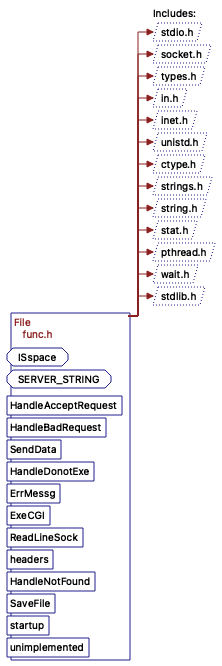 Includes:
stdio.h
socket.h
types.h
in.h
inet.h
unistd.h
ctype.h
strings.h
string.h
stat.h
pthread.h
wait.h
stdlib.h
File
func.h
ISspace
SERVER_STRING
HandleAcceptRequest
HandleBadRequest
SendData
HandleDonotExe
ErrMessg
ExeCGI
ReadLineSock
headers
HandleNotFound
SaveFile
startup
unimplemented